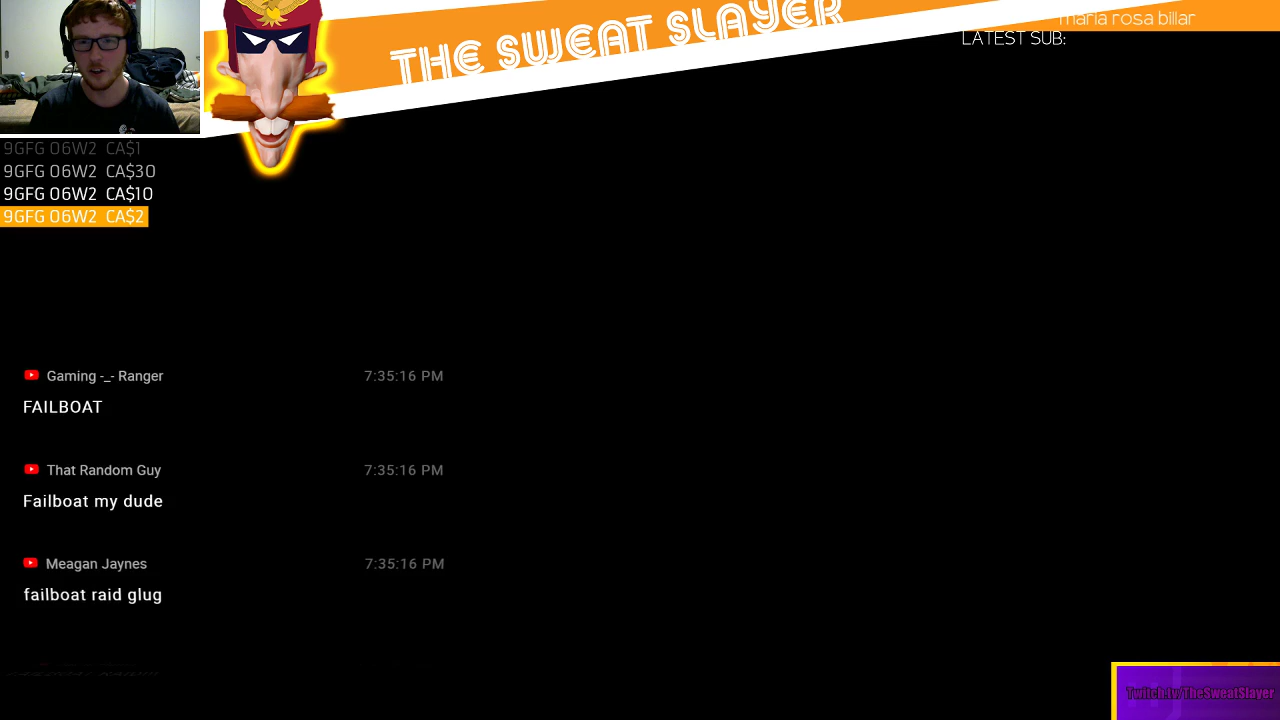 THE SWEAT SLAYER
maria rosa billar
LATEST SUB:
9GFG 06W2 CA$1
9GFG 06W2 CA$30
9GFG 06W2 CA$10
9GFG 06W2 CA$2
Gaming -_- Ranger 7:35:16 PM
FAILBOAT
That Random Guy 7:35:16 PM
Failboat my dude
Meagan Jaynes 7:35:16 PM
failboat raid glug
Twitch.tv/TheSweatSlayer